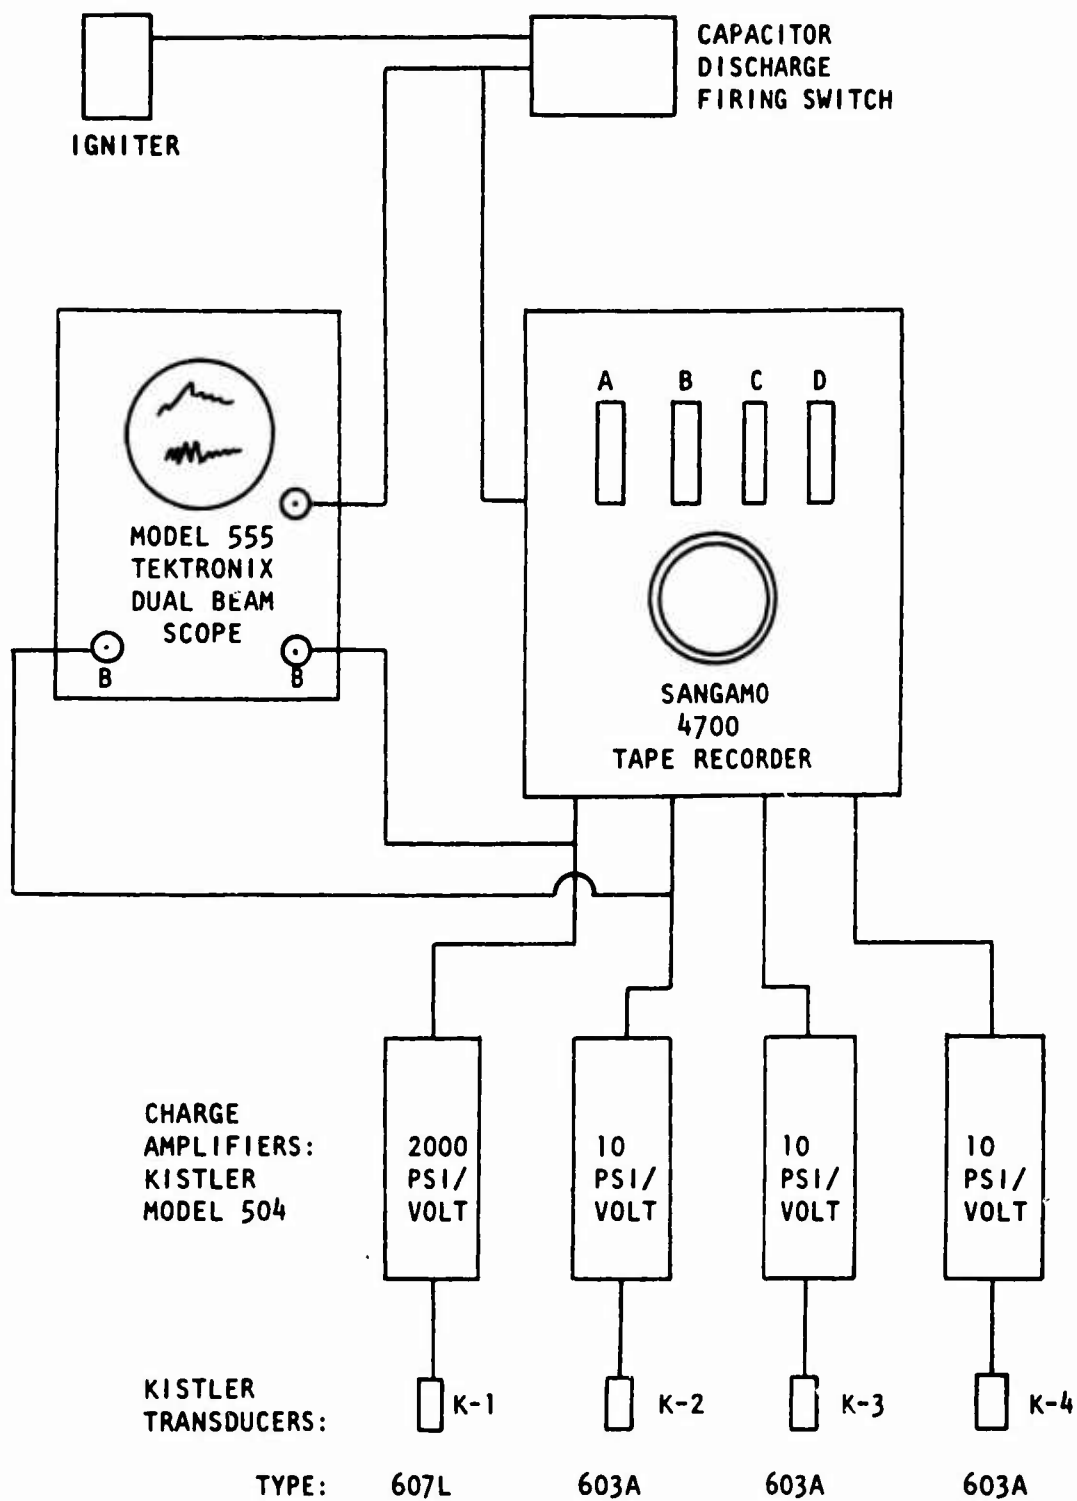 CAPACITOR
DISCHARGE
FIRING SWITCH
IGNITER
A B C D
MODEL 555
TEKTRONIX
DUAL BEAM
SCOPE
B B
SANGAMO
4700
TAPE RECORDER
CHARGE
AMPLIFIERS:
KISTLER
MODEL 504
2000
PSI/
VOLT
10
PSI/
VOLT
10
PSI/
VOLT
10
PSI/
VOLT
KISTLER
TRANSDUCERS:
K-1 K-2 K-3 K-4
TYPE: 607L 603A 603A 603A